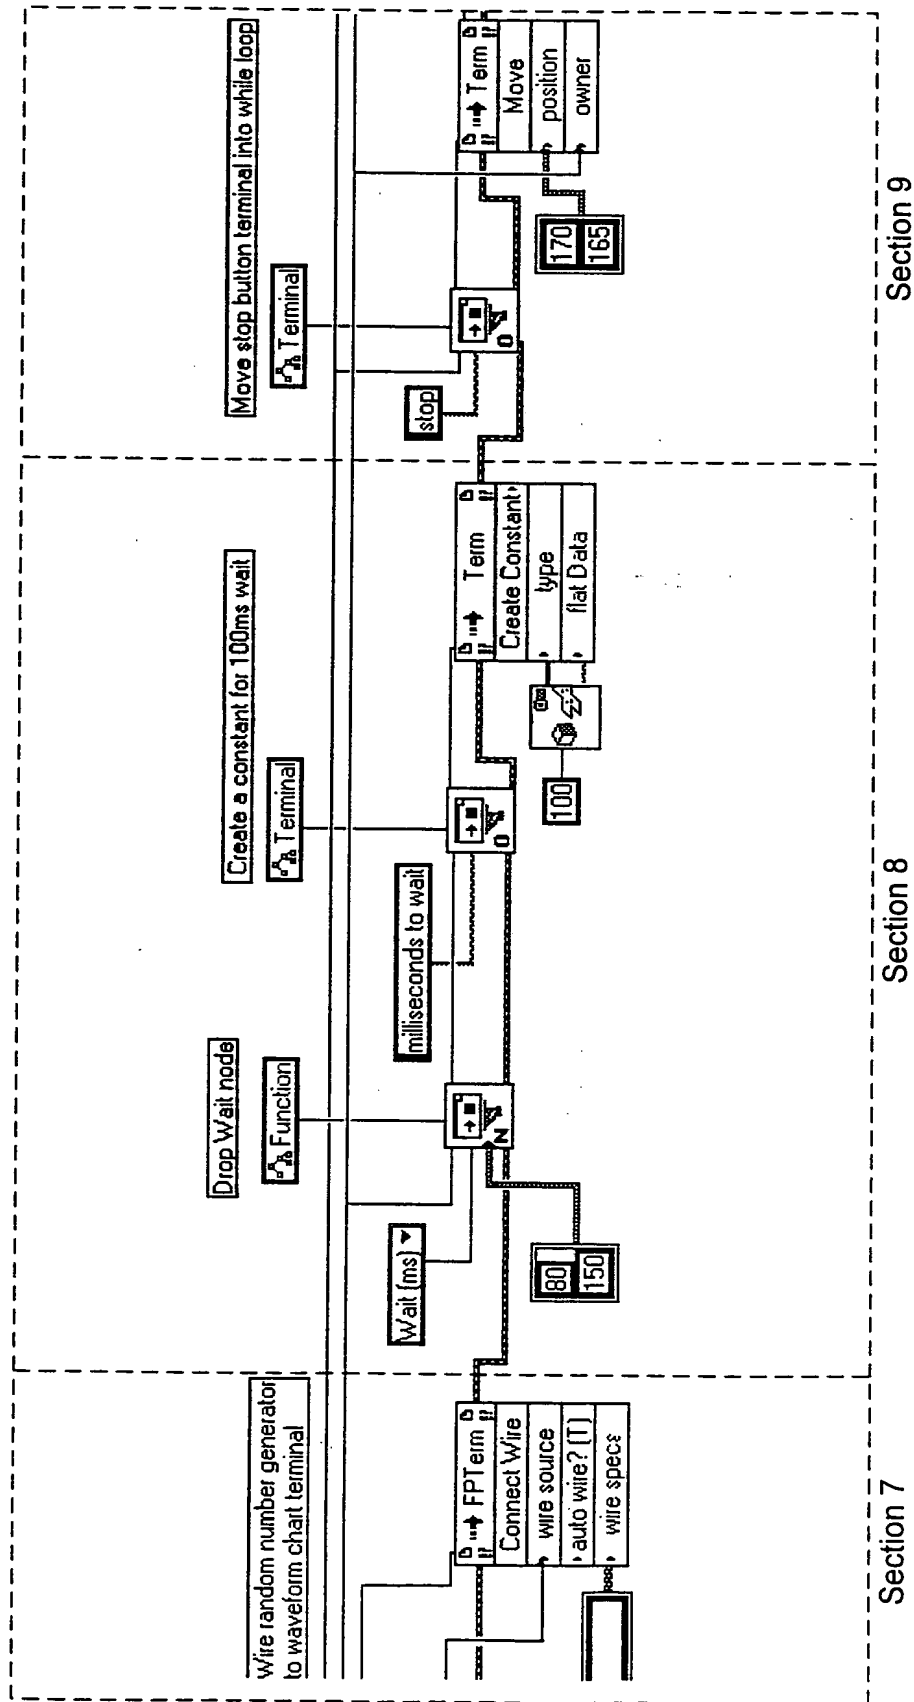 Wire random number generator
to waveform chart terminal
FPTerm
Connect Wire
wire source
auto wire? (T)
wire specs
Section 7
Drop Wait node
Function
Wait (ms)
N
80
150
Create a constant for 100ms wait
Terminal
milliseconds to wait
O
100
Term
Create Constant
type
flat Data
Section 8
Move stop button terminal into while loop
Terminal
stop
O
170
165
Term
Move
position
owner
Section 9